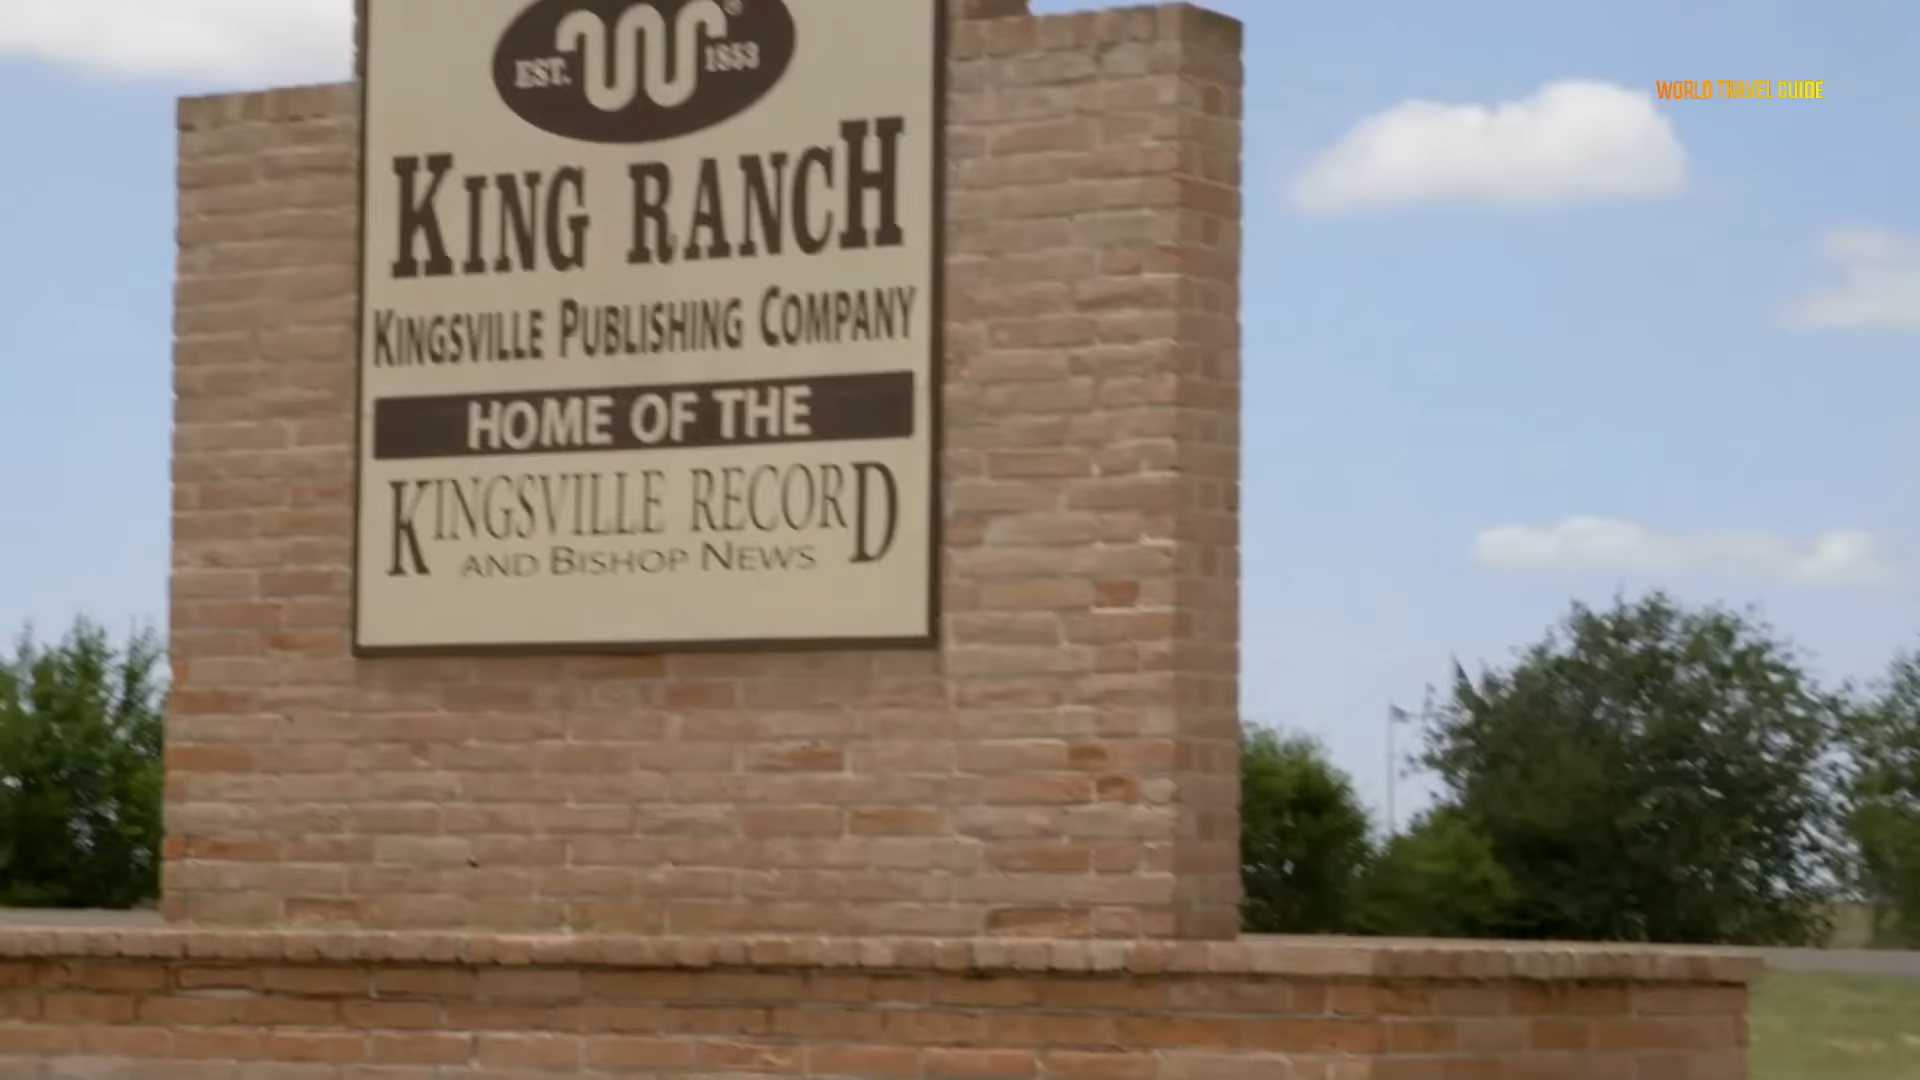 EST. 1853
WORLD TRAVEL GUIDE
KING RANCH
KINGSVILLE PUBLISHING COMPANY
HOME OF THE
KINGSVILLE RECORD
AND BISHOP NEWS